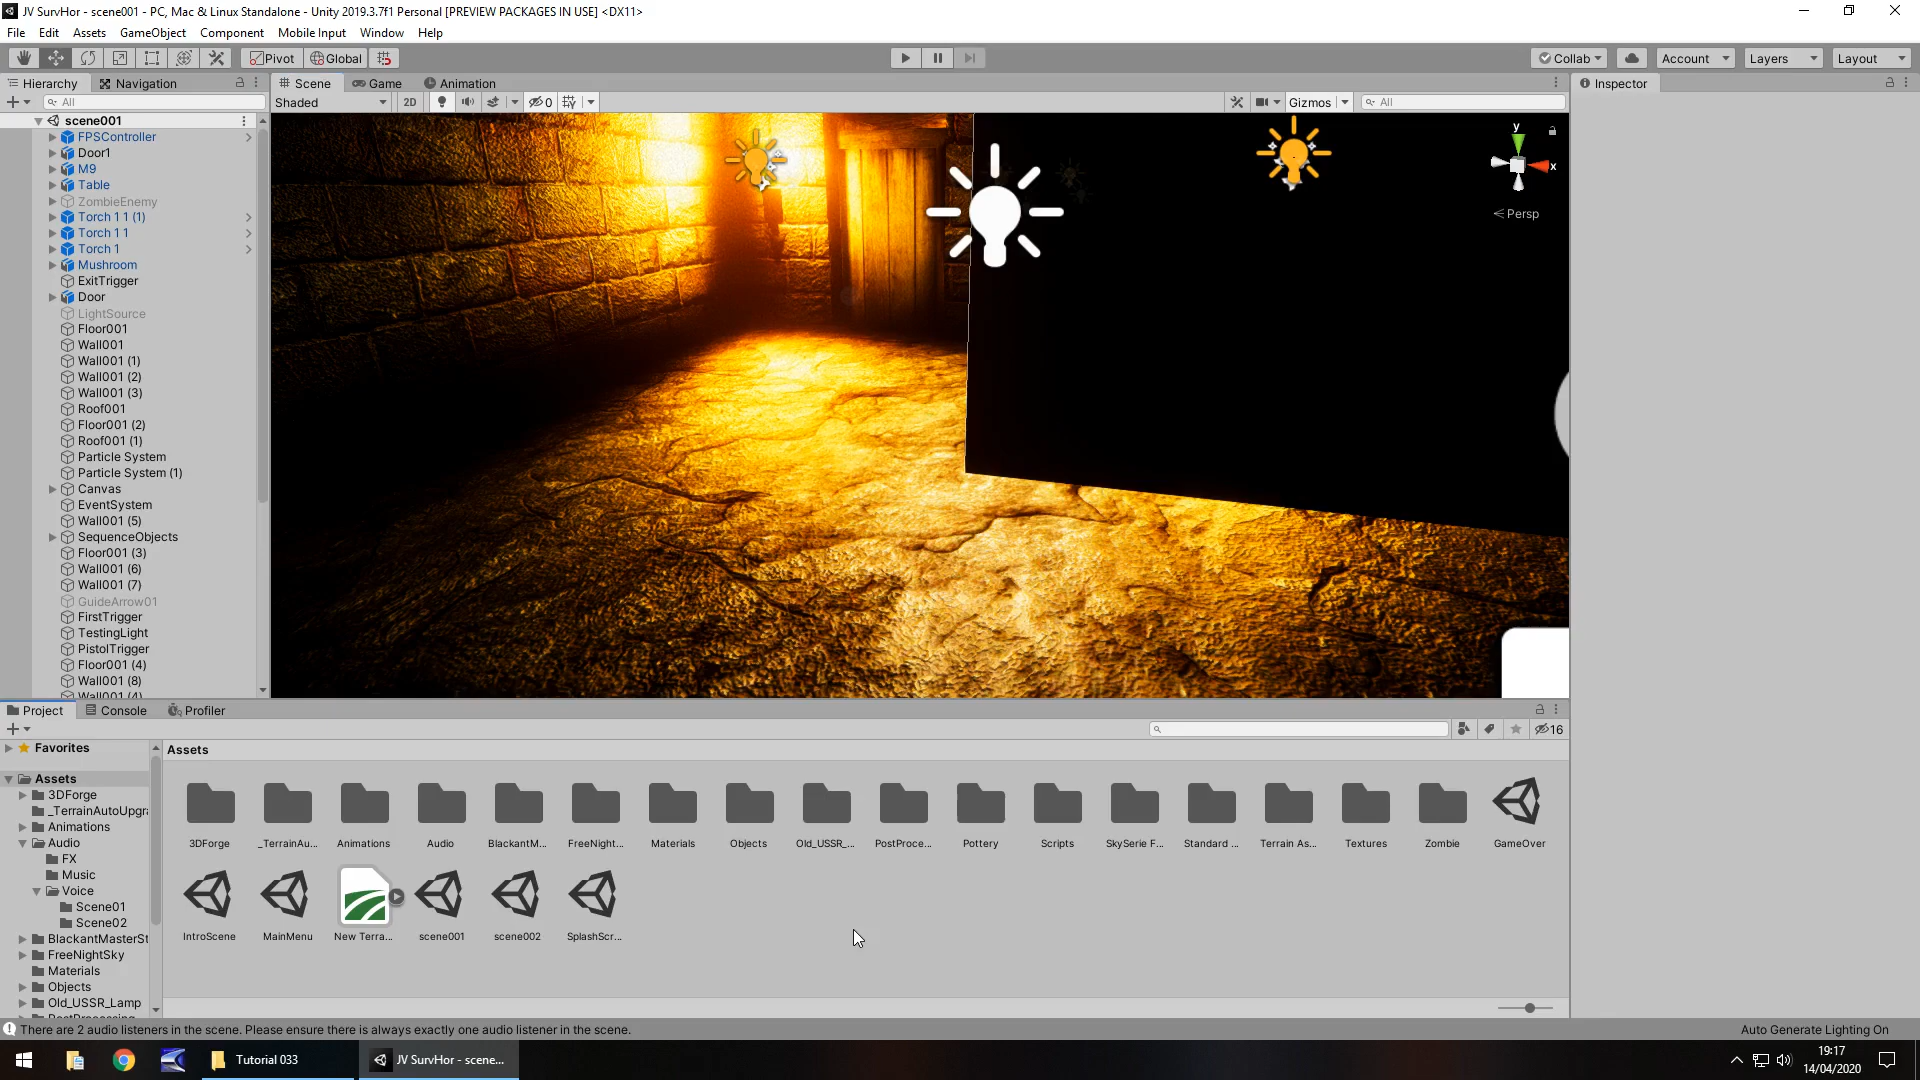 JV SurvHor - scene001 - PC, Mac & Linux Standalone - Unity 2019.3.7f1 Personal [PREVIEW PACKAGES IN USE] <DX11>
File Edit Assets GameObject Component Mobile Input Window Help
Pivot Global Collab Account Layers Layout
Hierarchy Navigation Scene Game Animation Inspector
All Shaded 2D 0 Gizmos All
scene001
FPSController
Door1
M9
Table
ZombieEnemy
Torch 1 1 (1)
Torch 1 1
Torch 1
Mushroom
ExitTrigger
Door
LightSource
Floor001
Wall001
Wall001 (1)
Wall001 (2)
Wall001 (3)
Roof001
Floor001 (2)
Roof001 (1)
Particle System
Particle System (1)
Canvas
EventSystem
Wall001 (5)
SequenceObjects
Floor001 (3)
Wall001 (6)
Wall001 (7)
GuideArrow01
FirstTrigger
TestingLight
PistolTrigger
Floor001 (4)
Wall001 (8)
Wall001 (4)
y
x
Persp
Project Console Profiler
16
Favorites
Assets
3DForge
_TerrainAutoUpgra
Animations
Audio
FX
Music
Voice
Scene01
Scene02
BlackantMasterSt
FreeNightSky
Materials
Objects
Old_USSR_Lamp
PostProcessing
Assets
3DForge _TerrainAu... Animations Audio BlackantM... FreeNight... Materials Objects Old_USSR_... PostProce... Pottery Scripts SkySerie F... Standard ... Terrain As... Textures Zombie GameOver
IntroScene MainMenu New Terra... scene001 scene002 SplashScr...
There are 2 audio listeners in the scene. Please ensure there is always exactly one audio listener in the scene.
Auto Generate Lighting On
Tutorial 033 JV SurvHor - scene...
19:17
14/04/2020